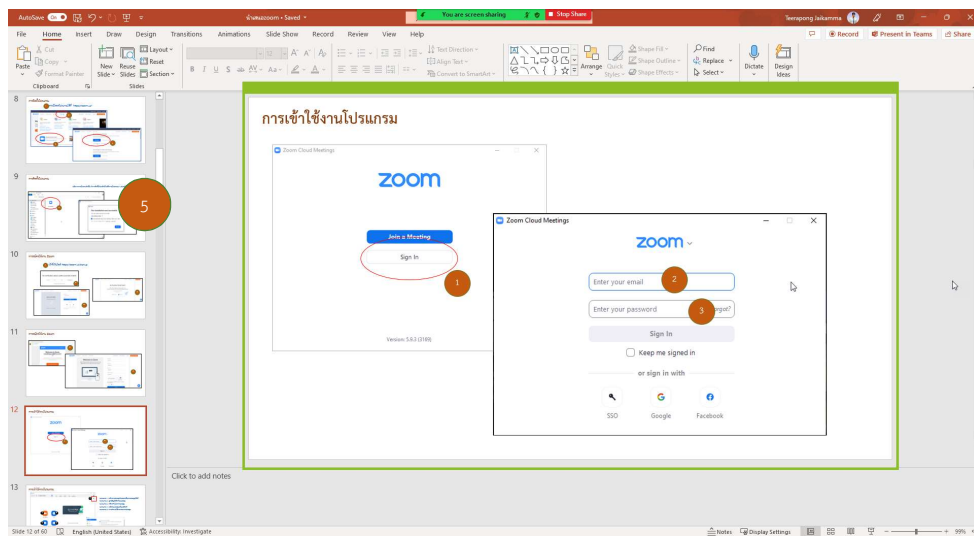 AutoSave On
Saved
You are screen sharing
Stop Share
Teerapong Jaikamma
File Home Insert Draw Design Transitions Animations Slide Show Record Review View Help
Record
Present in Teams
Share
Paste
Cut
Copy
Format Painter
Clipboard
New Slide
Reuse Slides
Layout
Reset
Section
Slides
Text Direction
Align Text
Convert to SmartArt
Arrange
Quick Styles
Shape Fill
Shape Outline
Shape Effects
Find
Replace
Select
Dictate
Design Ideas
8
9
5
10
11
12
13
การเข้าใช้งานโปรแกรม
Zoom Cloud Meetings
zoom
Join a Meeting
Sign In
1
Zoom Cloud Meetings
zoom
Enter your email
2
Enter your password
3
Sign In
Keep me signed in
or sign in with
SSO Google Facebook
Click to add notes
Slide 12 of 60 English (United States) Accessibility: Investigate
Notes Display Settings 99%